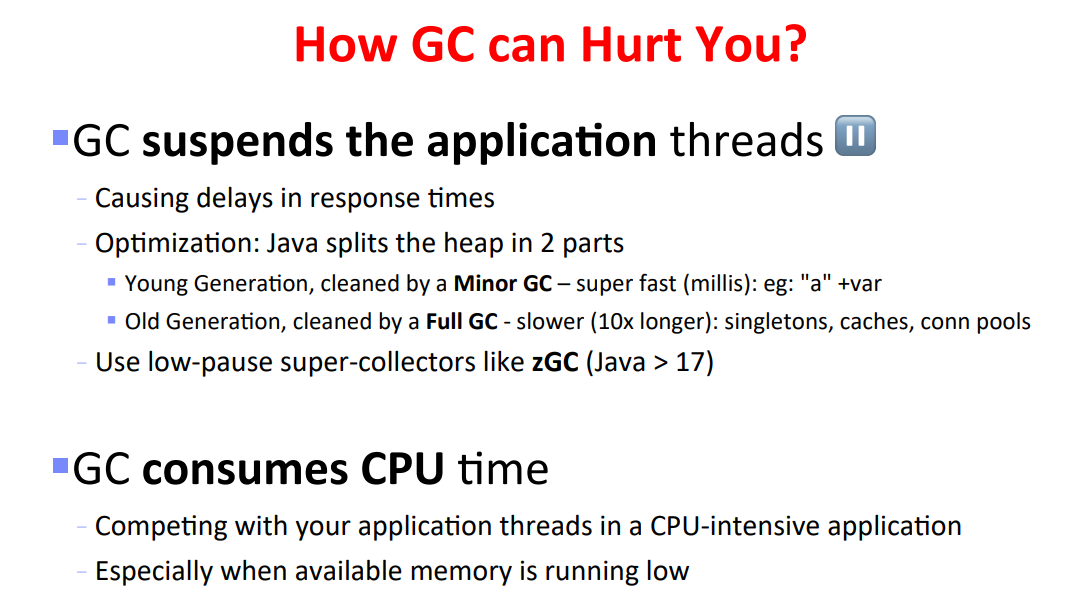 How GC can Hurt You?
GC suspends the application threads ⏸
Causing delays in response times
Optimization: Java splits the heap in 2 parts
Young Generation, cleaned by a Minor GC – super fast (millis): eg: "a" +var
Old Generation, cleaned by a Full GC - slower (10x longer): singletons, caches, conn pools
Use low-pause super-collectors like zGC (Java > 17)
GC consumes CPU time
Competing with your application threads in a CPU-intensive application
Especially when available memory is running low